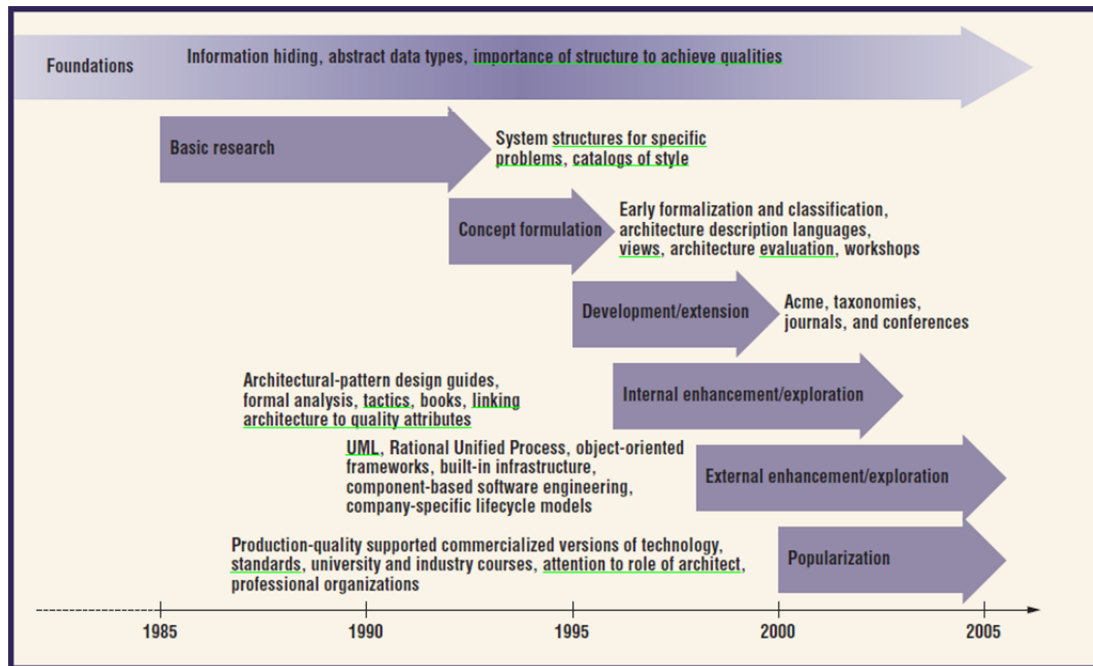 Foundations
Information hiding, abstract data types, importance of structure to achieve qualities
Basic research
System structures for specific
problems, catalogs of style
Concept formulation
Early formalization and classification,
architecture description languages,
views, architecture evaluation, workshops
Development/extension
Acme, taxonomies,
journals, and conferences
Architectural-pattern design guides,
formal analysis, tactics, books, linking
architecture to quality attributes
Internal enhancement/exploration
UML, Rational Unified Process, object-oriented
frameworks, built-in infrastructure,
component-based software engineering,
company-specific lifecycle models
External enhancement/exploration
Production-quality supported commercialized versions of technology,
standards, university and industry courses, attention to role of architect,
professional organizations
Popularization
1985 1990 1995 2000 2005